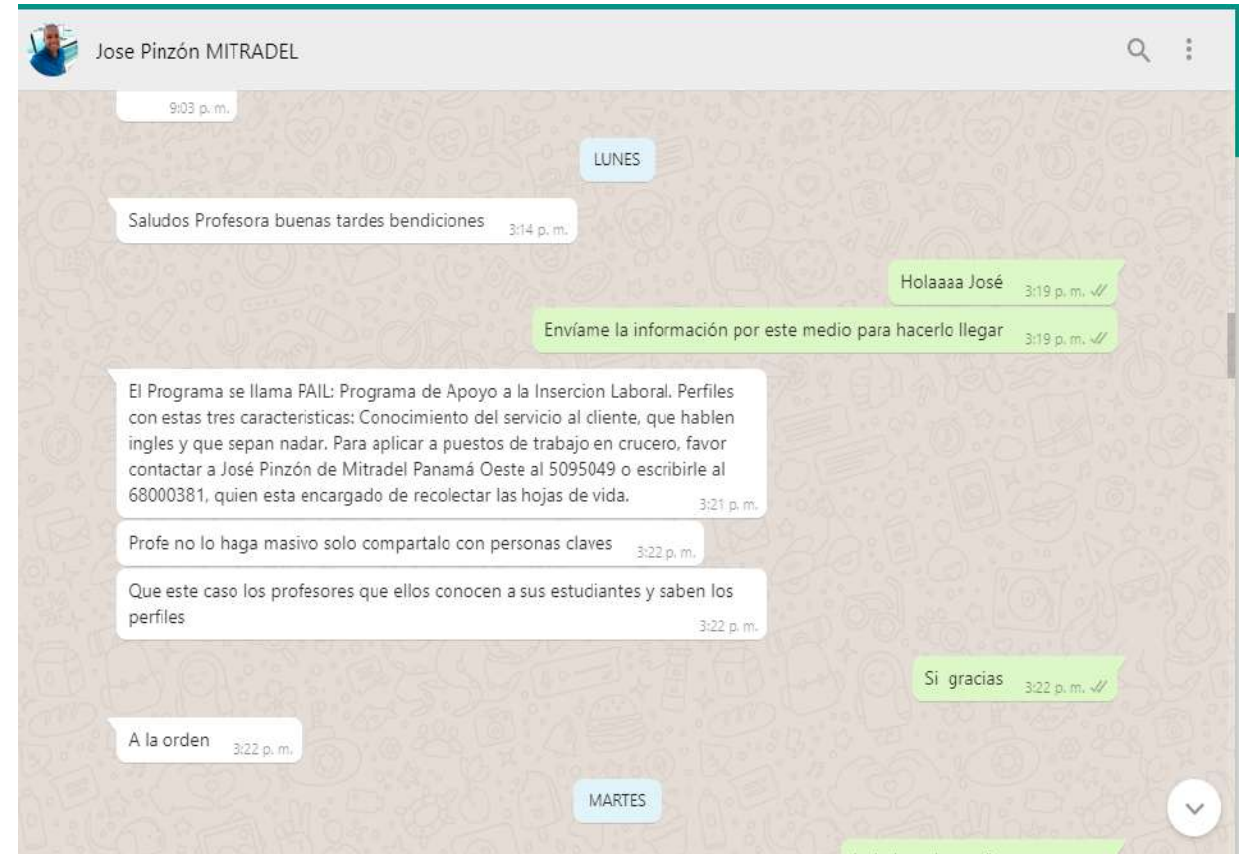 Jose Pinzón MITRADEL
9:03 p. m.
LUNES
Saludos Profesora buenas tardes bendiciones 3:14 p. m.
Holaaaa José 3:19 p. m.
Envíame la información por este medio para hacerlo llegar 3:19 p. m.
El Programa se llama PAIL: Programa de Apoyo a la Insercion Laboral. Perfiles
con estas tres caracteristicas: Conocimiento del servicio al cliente, que hablen
ingles y que sepan nadar. Para aplicar a puestos de trabajo en crucero, favor
contactar a José Pinzón de Mitradel Panamá Oeste al 5095049 o escribirle al
68000381, quien esta encargado de recolectar las hojas de vida. 3:21 p. m.
Profe no lo haga masivo solo compartalo con personas claves 3:22 p. m.
Que este caso los profesores que ellos conocen a sus estudiantes y saben los
perfiles 3:22 p. m.
Si gracias 3:22 p. m.
A la orden 3:22 p. m.
MARTES